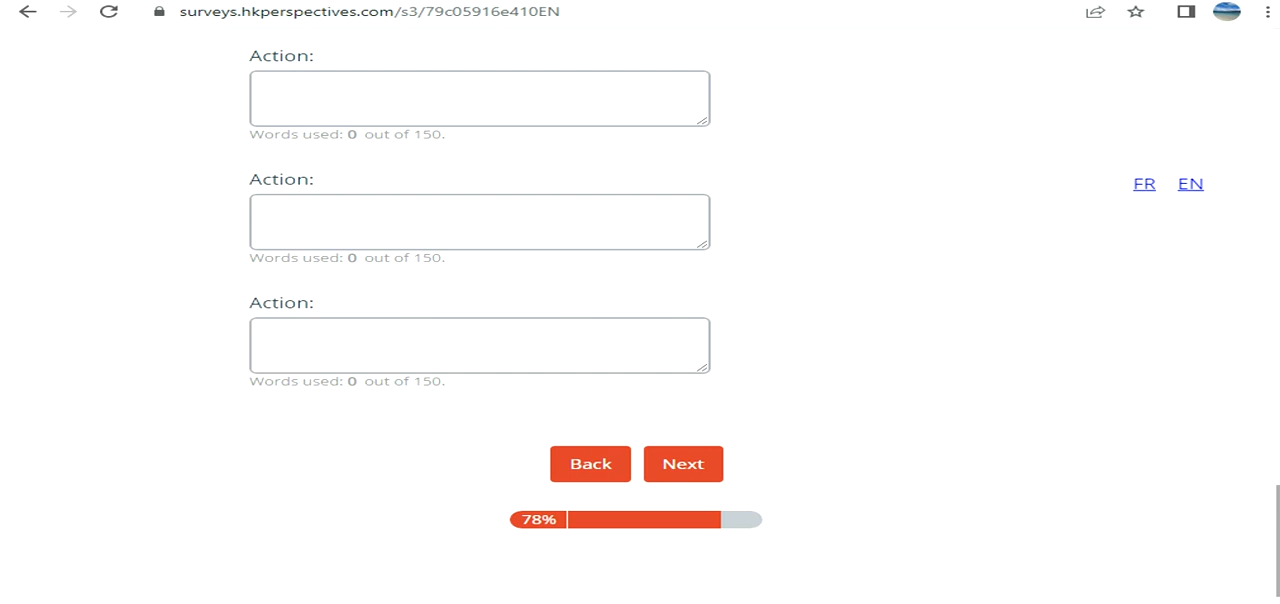 surveys.hkperspectives.com/s3/79c05916e410EN
Action:
Words used: 0 out of 150.
Action:
FR EN
Words used: 0 out of 150.
Action:
Words used: 0 out of 150.
Back Next
78%